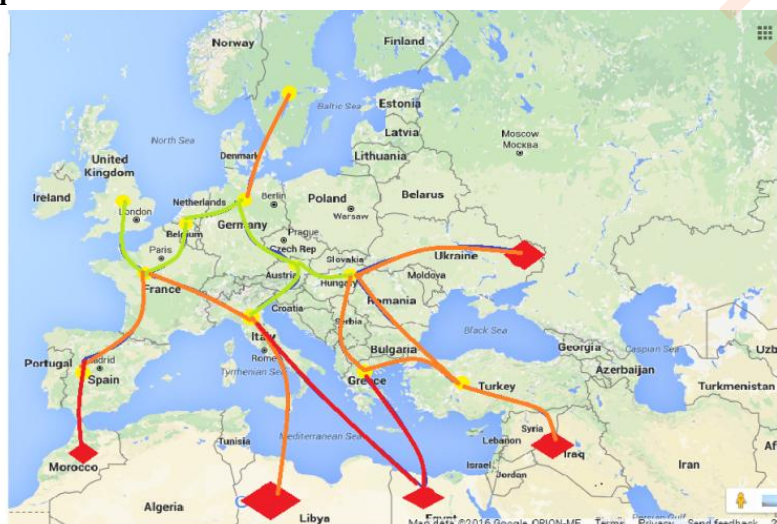 Norway
Finland
Baltic Sea
Estonia
Latvia
North Sea
Moscow
Москва
Denmark
Lithuania
United
Kingdom
Ireland
London
Netherlands
Berlin
Poland
Belarus
Warsaw
Belgium
Germany
Prague
Czech Rep
Paris
Slovakia
Ukraine
Austria
Hungary
Moldova
France
Romania
Croatia
Serbia
Italy
Black Sea
Bulgaria
Georgia
Caspian Sea
Uzb
Portugal
Madrid
Rome
Spain
Tyrrhenian Sea
Greece
Turkey
Azerbaijan
Turkmenistan
Mediterranean Sea
Syria
Lebanon
Iraq
Tunisia
Morocco
Israel
Jordan
Iran
Af
Algeria
Libya
Egypt
Map data ©2016 Google, ORION-ME Terms Privacy Send feedback